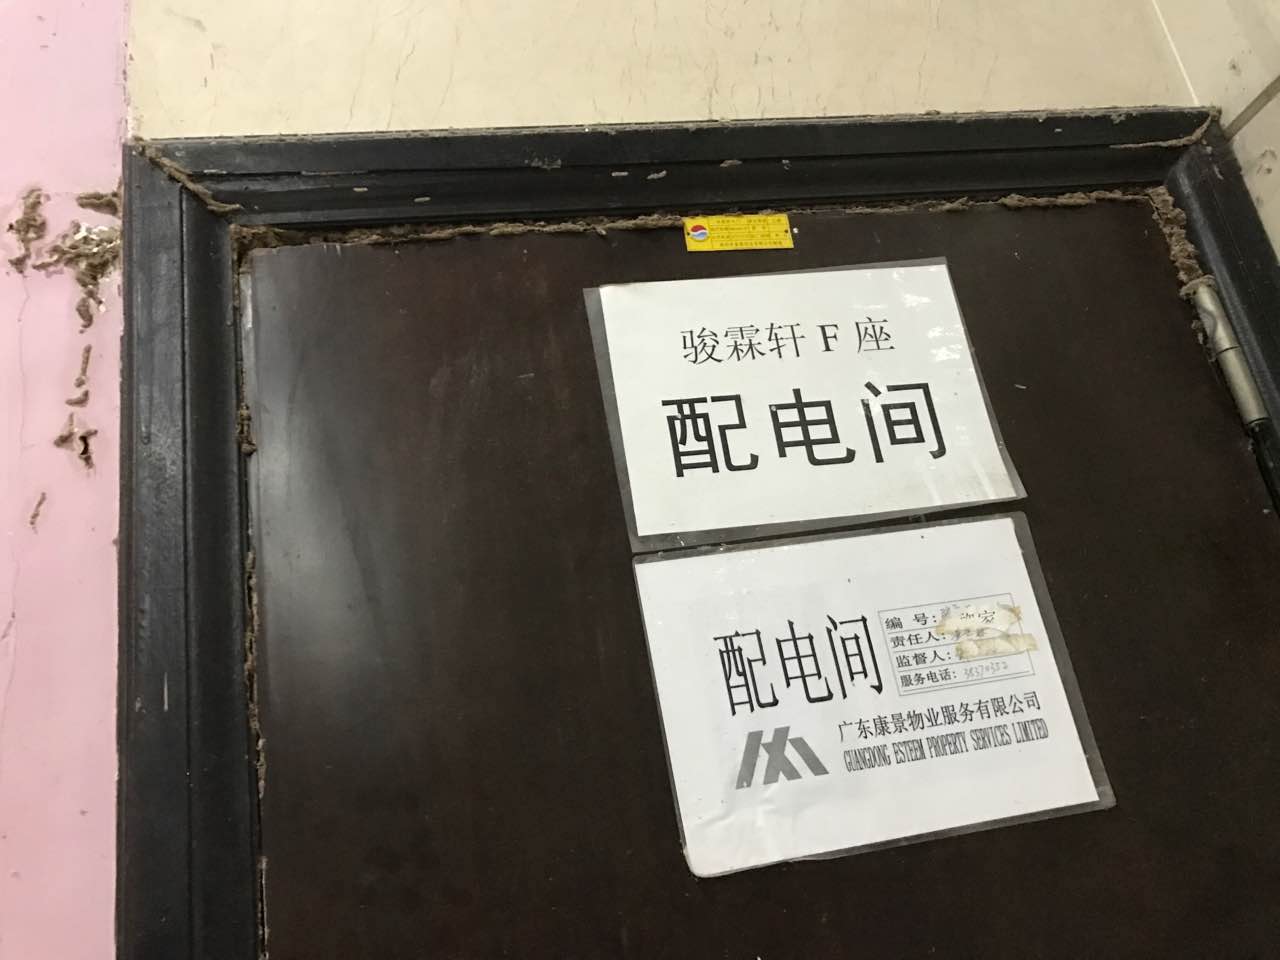 骏霖轩 F 座
配电间
配电间
编 号:
责任人:
监督人:
服务电话: 38370352
广东康景物业服务有限公司
GUANGDONG ESTEEM PROPERTY SERVICES LIMITED